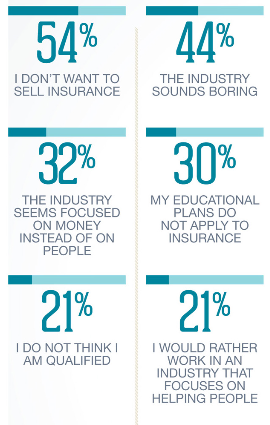 54%
I DON'T WANT TO
SELL INSURANCE
44%
THE INDUSTRY
SOUNDS BORING
32%
THE INDUSTRY
SEEMS FOCUSED
ON MONEY
INSTEAD OF ON
PEOPLE
30%
MY EDUCATIONAL
PLANS DO
NOT APPLY TO
INSURANCE
21%
I DO NOT THINK I
AM QUALIFIED
21%
I WOULD RATHER
WORK IN AN
INDUSTRY THAT
FOCUSES ON
HELPING PEOPLE